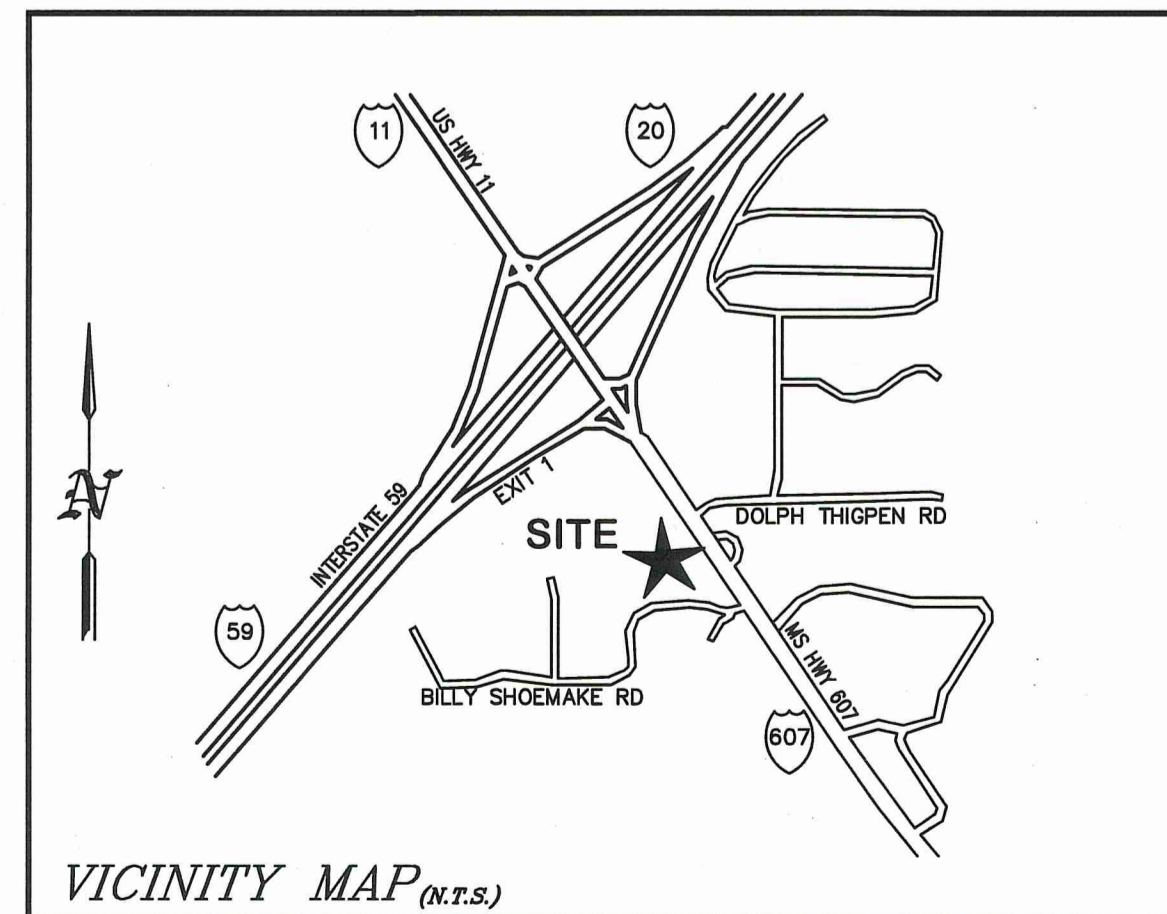 11
US HWY 11
20
EXIT 1
INTERSTATE 59
SITE
DOLPH THIGPEN RD
N
59
BILLY SHOEMAKE RD
MS HWY 607
607
VICINITY MAP (N.T.S.)